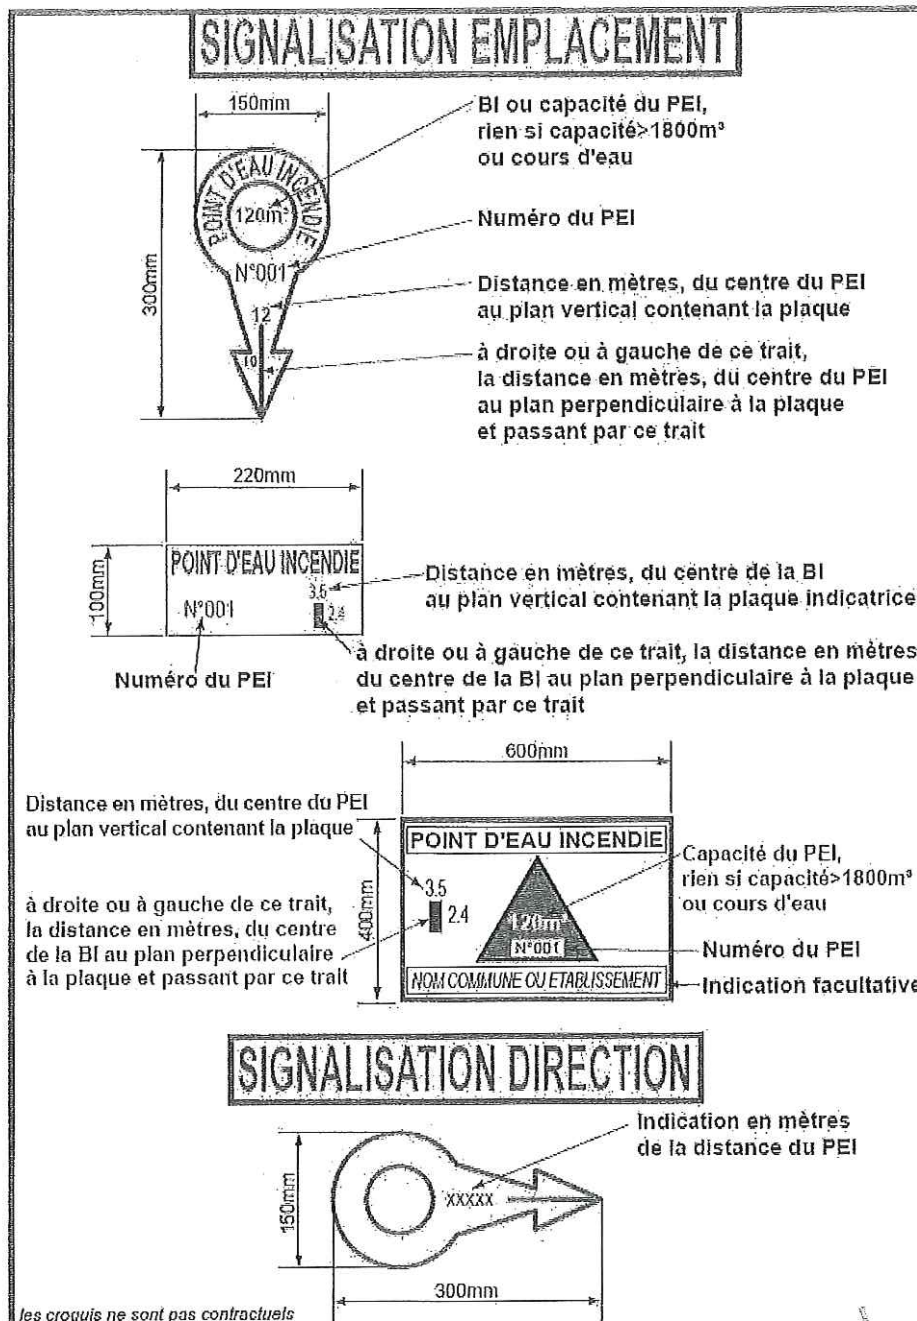 SIGNALISATION EMPLACEMENT
150mm
BI ou capacité du PEI,
rien si capacité>1800m³
ou cours d'eau
300mm
POINT D'EAU INCENDIE
120m³
Numéro du PEI
N°001
Distance en mètres, du centre du PEI
au plan vertical contenant la plaque
12
10
à droite ou à gauche de ce trait,
la distance en mètres, du centre du PEI
au plan perpendiculaire à la plaque
et passant par ce trait
220mm
100mm
POINT D'EAU INCENDIE
3.5
N°001
2.4
Distance en mètres, du centre de la BI
au plan vertical contenant la plaque indicatrice
Numéro du PEI
à droite ou à gauche de ce trait, la distance en mètres
du centre de la BI au plan perpendiculaire à la plaque
et passant par ce trait
600mm
Distance en mètres, du centre du PEI
au plan vertical contenant la plaque
à droite ou à gauche de ce trait,
la distance en mètres, du centre
de la BI au plan perpendiculaire
à la plaque et passant par ce trait
400mm
POINT D'EAU INCENDIE
3.5
2.4
120m³
N°001
NOM COMMUNE OU ETABLISSEMENT
Capacité du PEI,
rien si capacité>1800m³
ou cours d'eau
Numéro du PEI
Indication facultative
SIGNALISATION DIRECTION
Indication en mètres
de la distance du PEI
150mm
xxxxx
300mm
les croquis ne sont pas contractuels